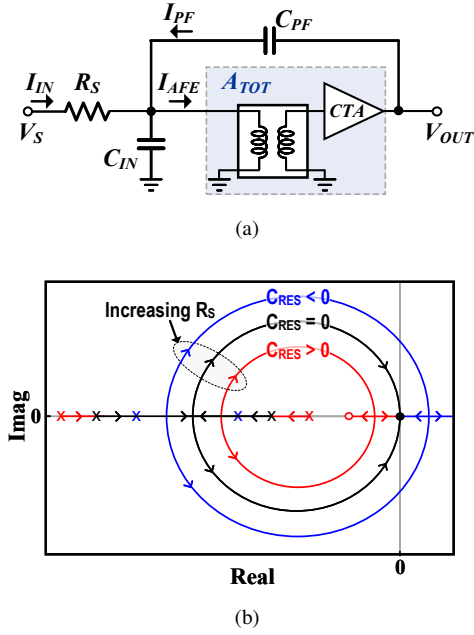 I_PF
C_PF
I_IN
R_S
I_AFE
A_TOT
CTA
V_S
C_IN
V_OUT
(a)
Increasing R_S
C_RES < 0
C_RES = 0
C_RES > 0
Imag
0
X X X X X X
Real
0
(b)